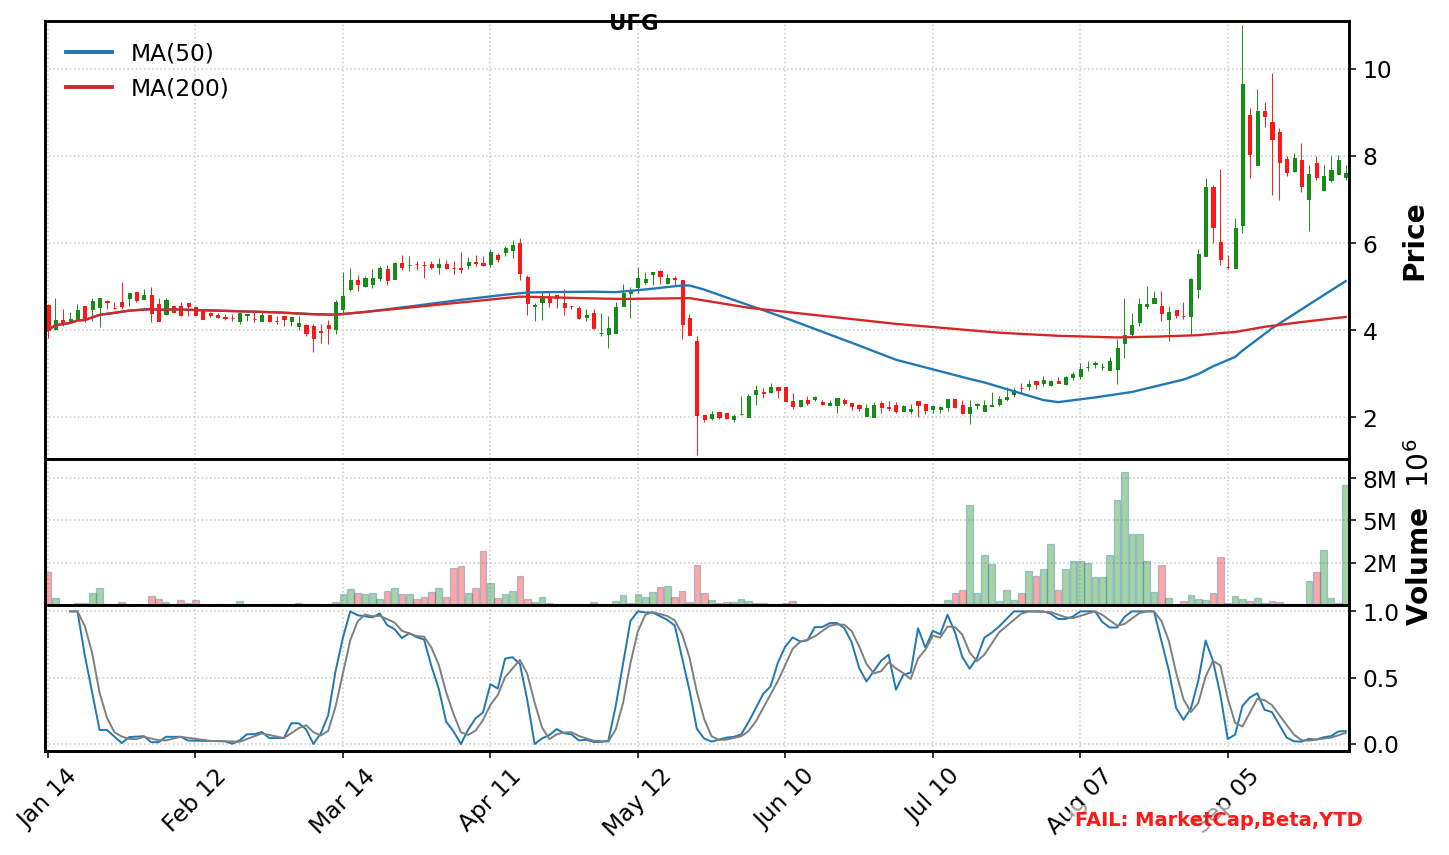 UFG
MA(50)
MA(200)
10
8
6
4
2
Price
8M
5M
2M
Volume 10^6
1.0
0.5
0.0
Jan 14
Feb 12
Mar 14
Apr 11
May 12
Jun 10
Jul 10
Aug 07
Sep 05
FAIL: MarketCap,Beta,YTD